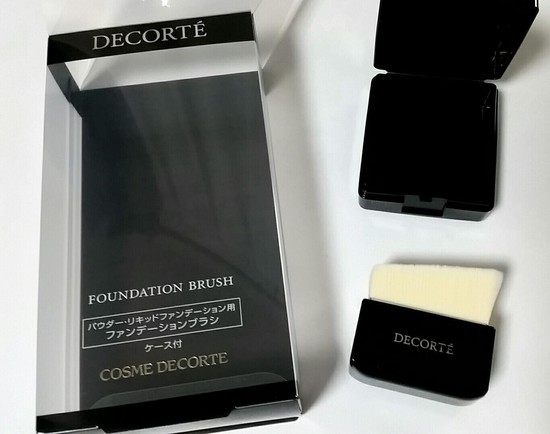 DECORTÉ
FOUNDATION BRUSH
パウダー・リキッドファンデーション用
ファンデーションブラシ
ケース付
COSME DECORTE
DECORTÉ